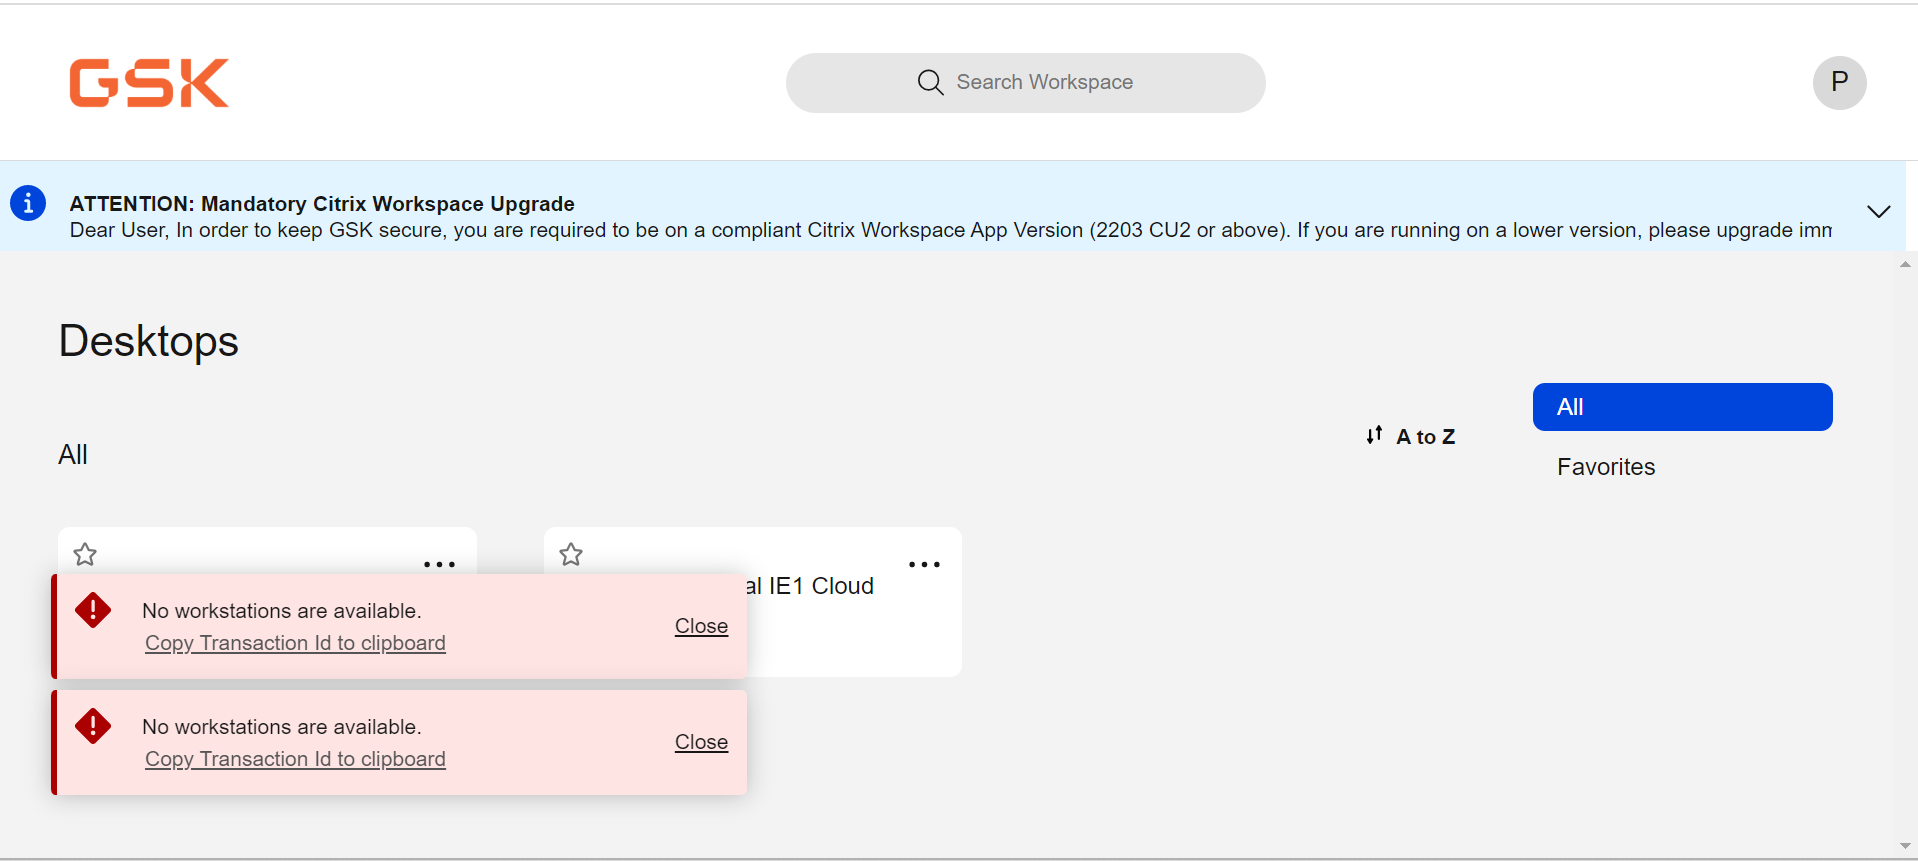 GSK
Search Workspace
P
ATTENTION: Mandatory Citrix Workspace Upgrade
Dear User, In order to keep GSK secure, you are required to be on a compliant Citrix Workspace App Version (2203 CU2 or above). If you are running on a lower version, please upgrade imm
Desktops
All
A to Z
All
Favorites
al IE1 Cloud
No workstations are available.
Copy Transaction Id to clipboard
Close
No workstations are available.
Copy Transaction Id to clipboard
Close